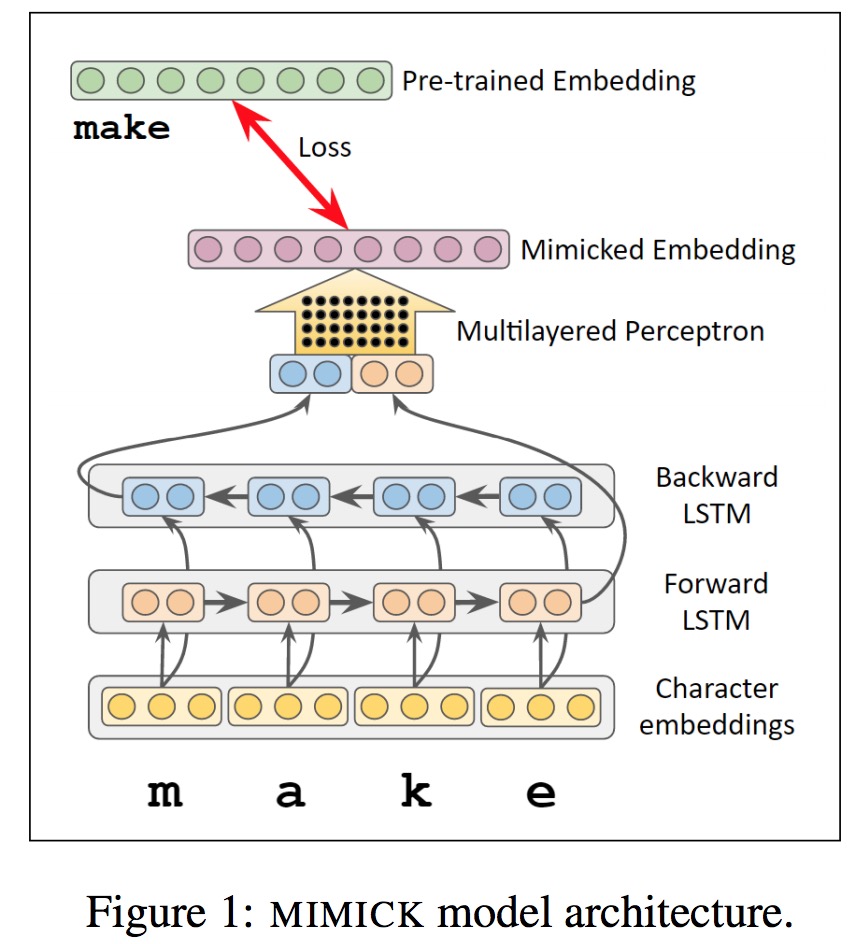 Pre-trained Embedding
make
Loss
Mimicked Embedding
Multilayered Perceptron
Backward
LSTM
Forward
LSTM
Character
embeddings
m a k e
Figure 1: MIMICK model architecture.